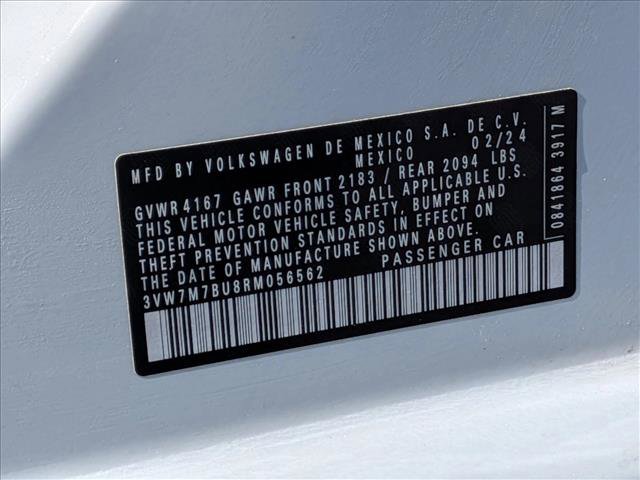 MFD BY VOLKSWAGEN DE MEXICO S.A. DE C.V.
MEXICO 02/24
GVWR 4167 GAWR FRONT 2183 / REAR 2094 LBS
THIS VEHICLE CONFORMS TO ALL APPLICABLE U.S.
FEDERAL MOTOR VEHICLE SAFETY, BUMPER AND
THEFT PREVENTION STANDARDS IN EFFECT ON
THE DATE OF MANUFACTURE SHOWN ABOVE.
3VW7M7BU8RM056562 PASSENGER CAR
0841864 3917 M